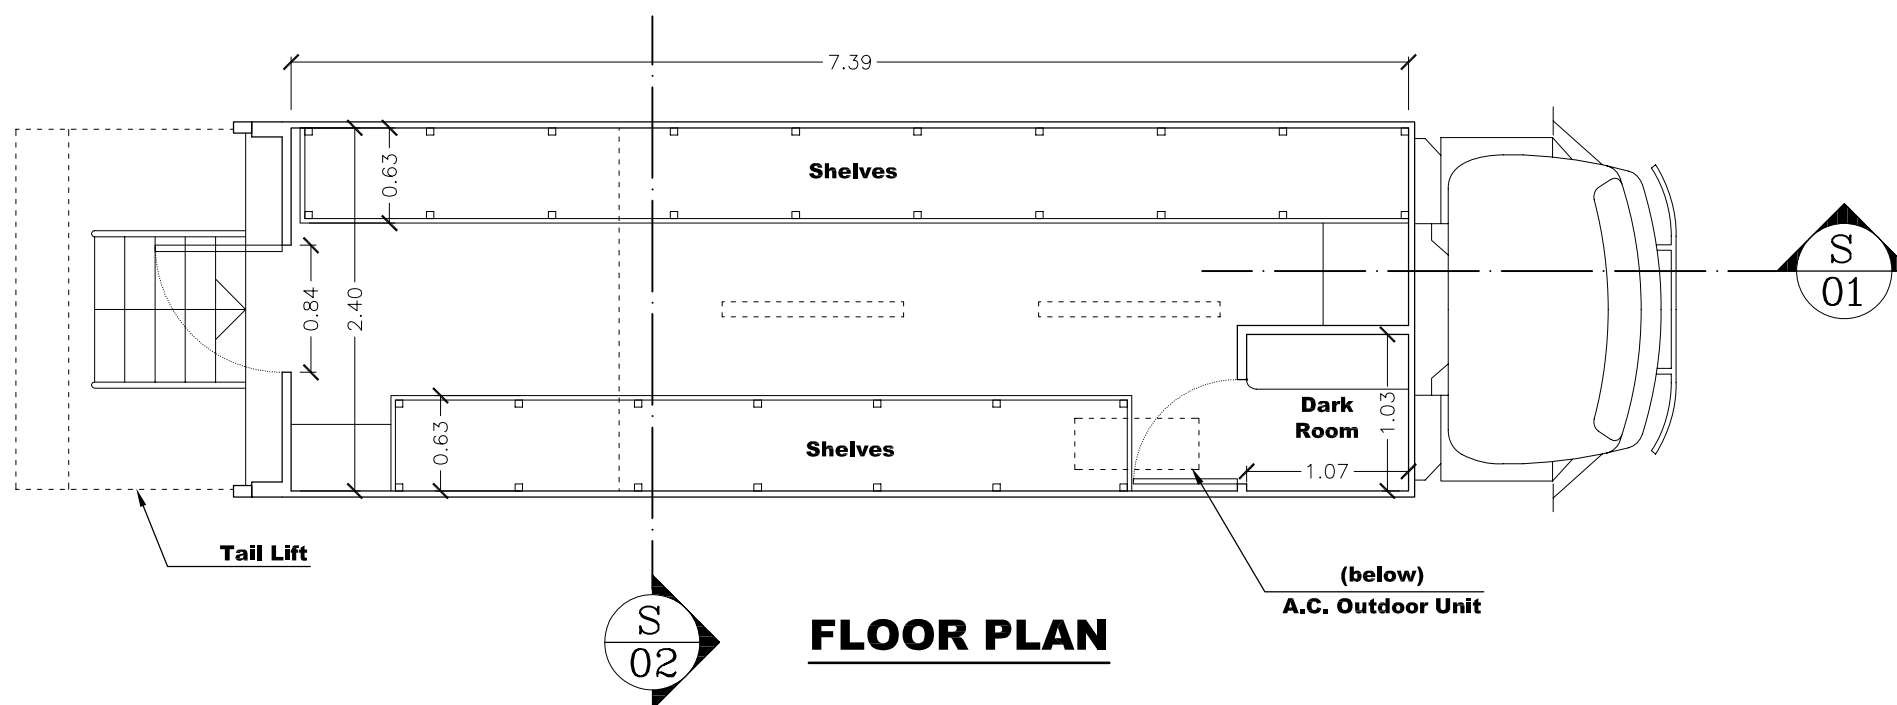 7.39
0.63
Shelves
S
01
0.84
2.40
0.63
Shelves
Dark
Room
1.03
1.07
Tail Lift
(below)
A.C. Outdoor Unit
S
02
FLOOR PLAN